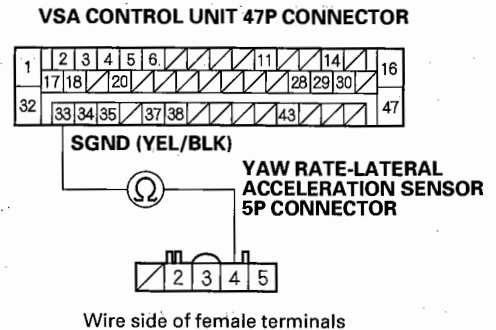 VSA CONTROL UNIT 47P CONNECTOR
1 2 3 4 5 6 11 14 16
17 18 20 28 29 30
32 33 34 35 37 38 43 47
SGND (YEL/BLK)
YAW RATE-LATERAL
ACCELERATION SENSOR
5P CONNECTOR
Ω
2 3 4 5
Wire side of female terminals